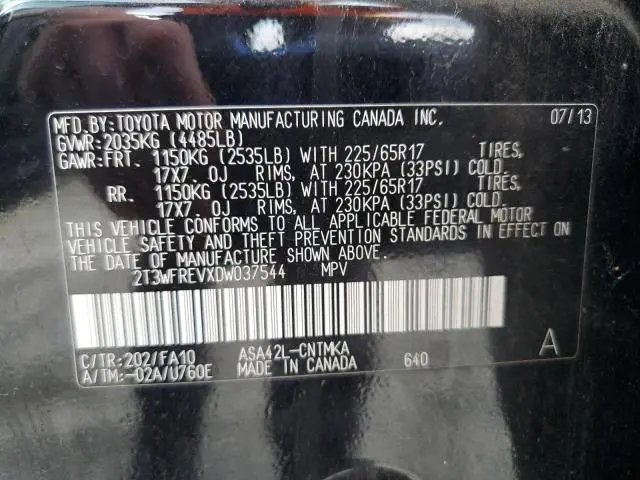 MFD.BY:TOYOTA MOTOR MANUFACTURING CANADA INC. 07/13
GVWR:2035KG (4485LB)
GAWR:FRT. 1150KG (2535LB) WITH 225/65R17 TIRES,
17X7.0J RIMS, AT 230KPA (33PSI) COLD.
RR. 1150KG (2535LB) WITH 225/65R17 TIRES,
17X7.0J RIMS, AT 230KPA (33PSI) COLD.
THIS VEHICLE CONFORMS TO ALL APPLICABLE FEDERAL MOTOR
VEHICLE SAFETY AND THEFT PREVENTION STANDARDS IN EFFECT ON
THE DATE OF MANUFACTURE SHOWN ABOVE.
2T3WFREVXDW037544 MPV
C/TR:202/FA10 ASA42L-CNTMKA 640 A
A/TM:-02A/U760E MADE IN CANADA